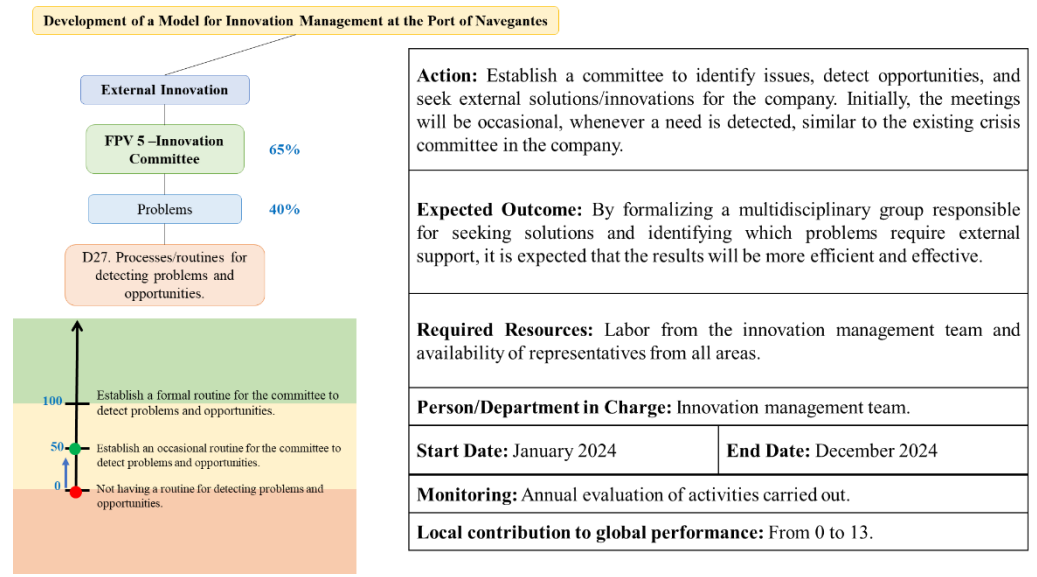 Development of a Model for Innovation Management at the Port of Navegantes
External Innovation
FPV 5 –Innovation
Committee
65%
Problems
40%
D27. Processes/routines for
detecting problems and
opportunities.
100
Establish a formal routine for the committee to
detect problems and opportunities.
50
Establish an occasional routine for the committee to
detect problems and opportunities.
0
Not having a routine for detecting problems and
opportunities.
Action: Establish a committee to identify issues, detect opportunities, and
seek external solutions/innovations for the company. Initially, the meetings
will be occasional, whenever a need is detected, similar to the existing crisis
committee in the company.
Expected Outcome: By formalizing a multidisciplinary group responsible
for seeking solutions and identifying which problems require external
support, it is expected that the results will be more efficient and effective.
Required Resources: Labor from the innovation management team and
availability of representatives from all areas.
Person/Department in Charge: Innovation management team.
Start Date: January 2024
End Date: December 2024
Monitoring: Annual evaluation of activities carried out.
Local contribution to global performance: From 0 to 13.